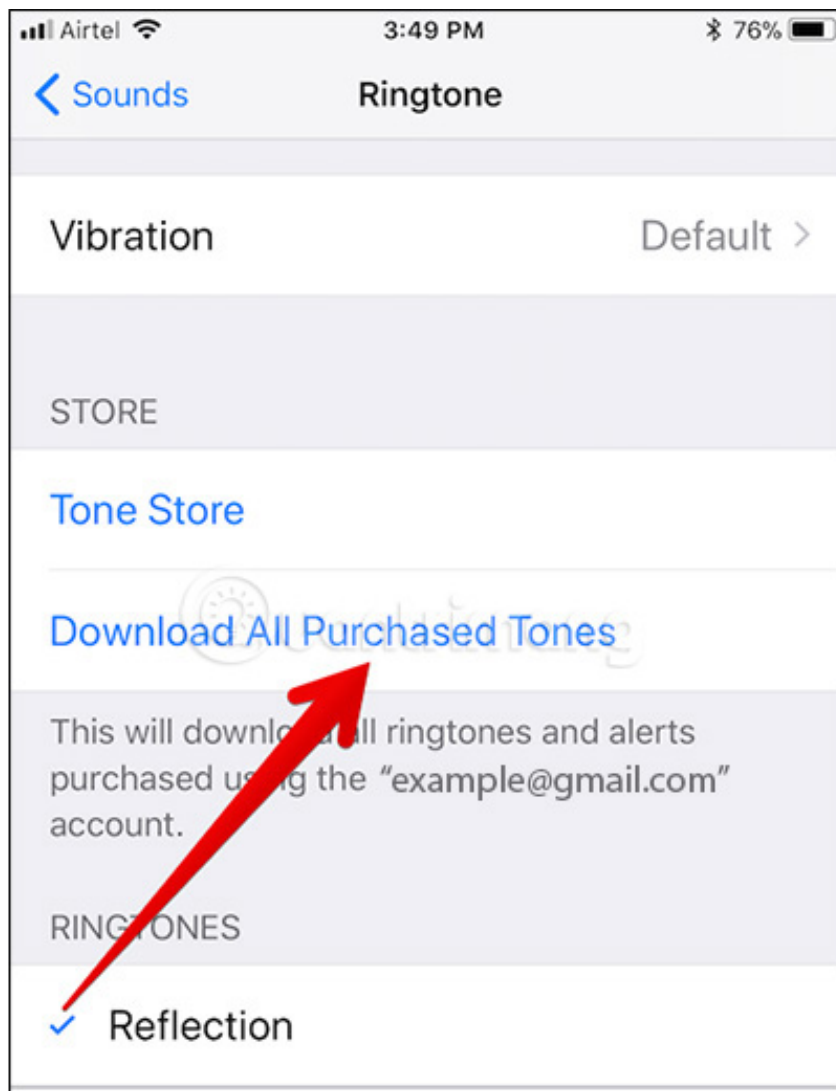 Airtel 3:49 PM 76%
Sounds Ringtone
Vibration Default
STORE
Tone Store
Download All Purchased Tones
This will download all ringtones and alerts
purchased using the “example@gmail.com”
account.
RINGTONES
Reflection